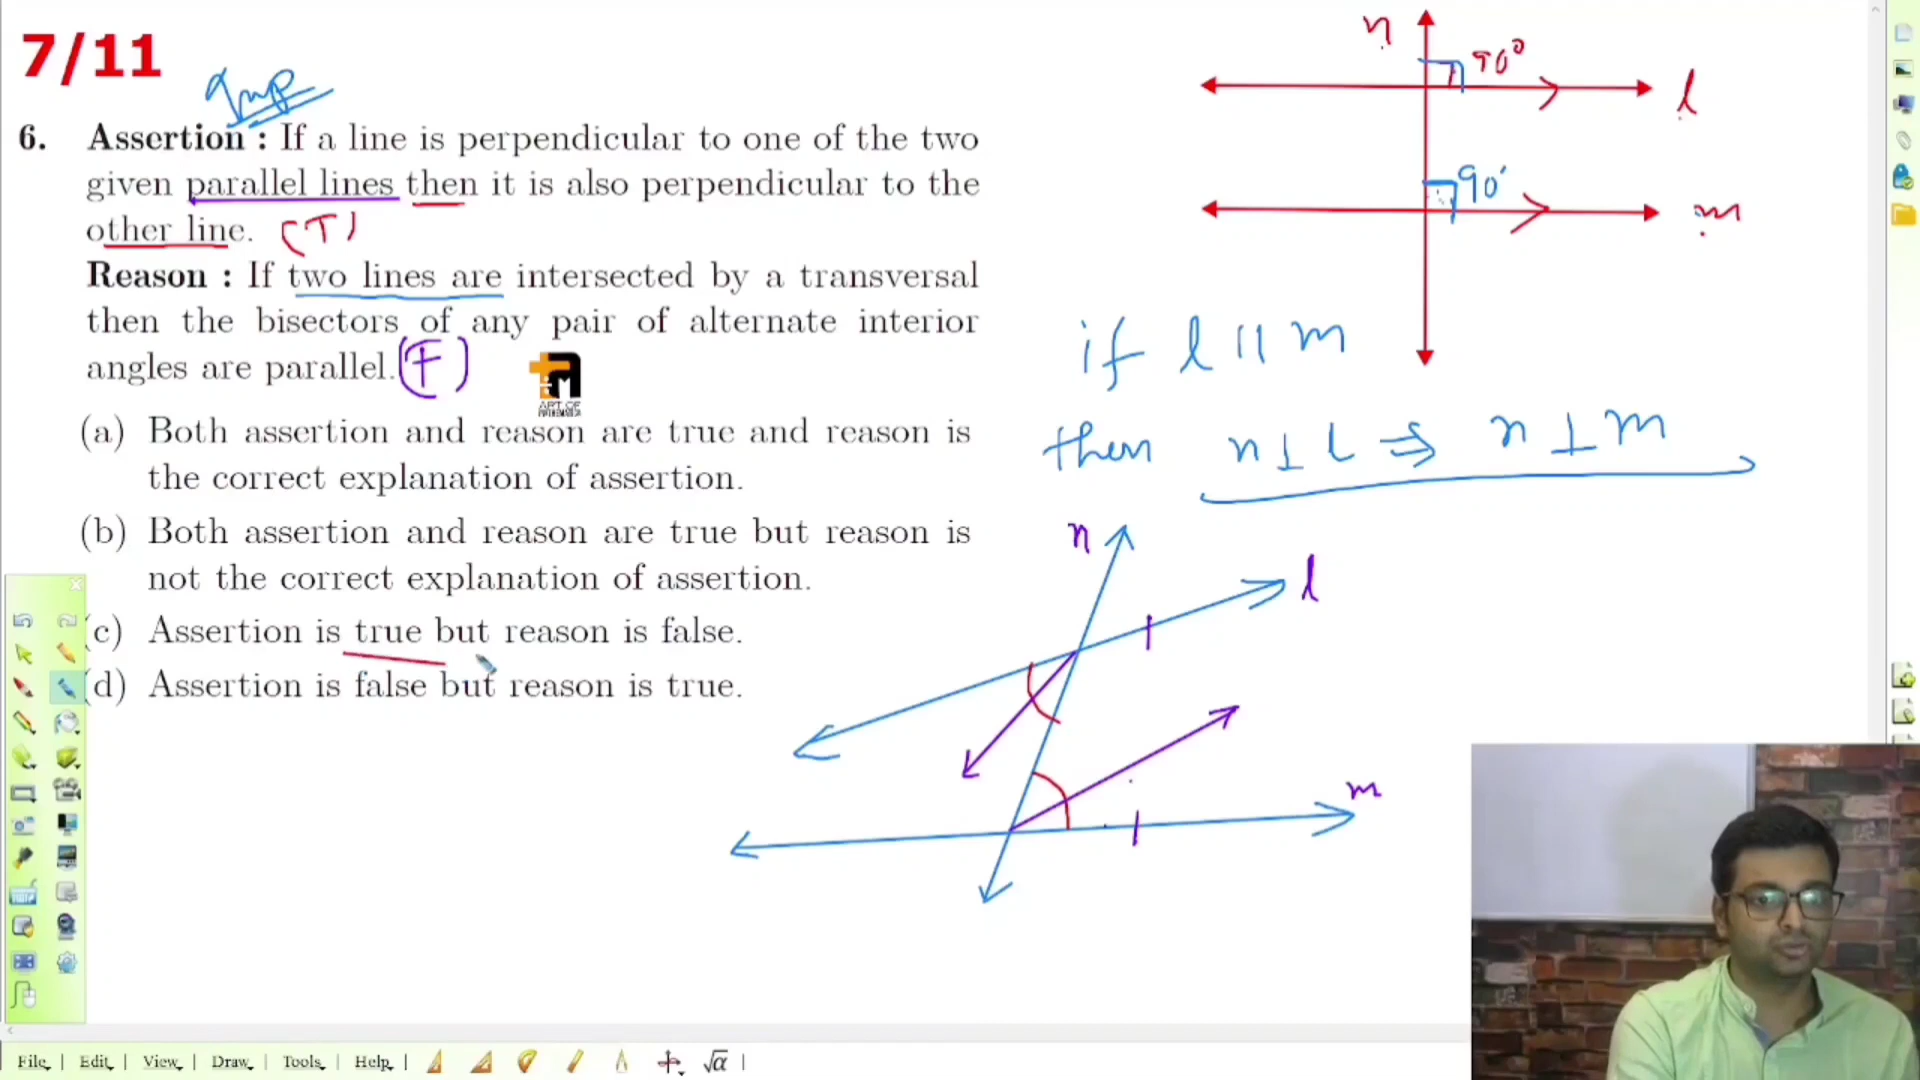 7/11
Imp
6. Assertion : If a line is perpendicular to one of the two
given parallel lines then it is also perpendicular to the
other line. (T)
Reason : If two lines are intersected by a transversal
then the bisectors of any pair of alternate interior
angles are parallel. (F)
ART OF
MATHEMATICS
(a) Both assertion and reason are true and reason is
the correct explanation of assertion.
(b) Both assertion and reason are true but reason is
not the correct explanation of assertion.
(c) Assertion is true but reason is false.
(d) Assertion is false but reason is true.
n
90°
l
90°
m
if l || m
then n ⊥ l ⇒ n ⊥ m
n
l
m
File | Edit | View | Draw | Tools | Help | √α |